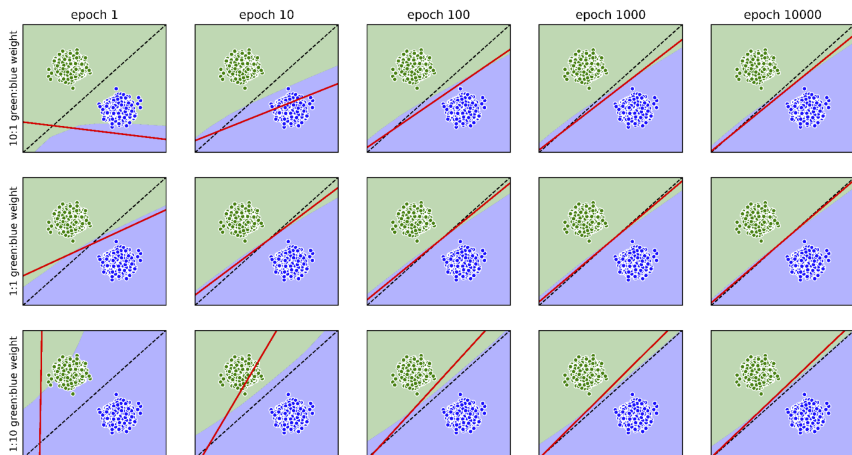 epoch 1
epoch 10
epoch 100
epoch 1000
epoch 10000
10:1 green:blue weight
1:1 green:blue weight
1:10 green:blue weight